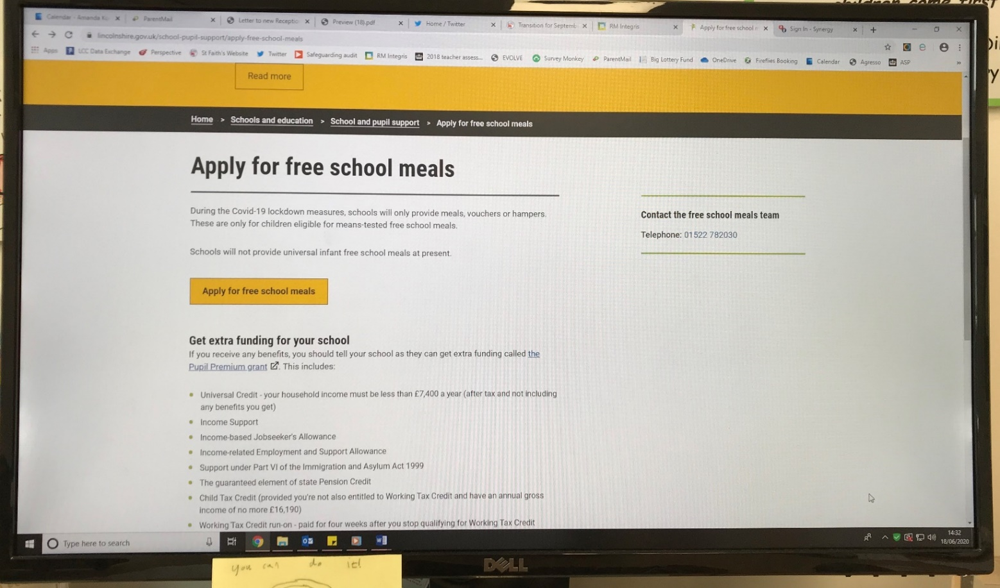 Calendar - Amanda
ParentMail
Letter to new Receptio
Preview (18).pdf
Home / Twitter
Transition for Septemb
RM Integris
Apply for free school
Sign In - Synergy
lincolnshire.gov.uk/school-pupil-support/apply-free-school-meals
Apps LCC Data Exchange Perspective St Faith's Website Twitter Safeguarding audit RM Integris 2018 teacher assess... EVOLVE Survey Monkey ParentMail Big Lottery Fund OneDrive Fireflies Booking Calendar Agresso ASP »
Read more
Home > Schools and education > School and pupil support > Apply for free school meals
Apply for free school meals
During the Covid-19 lockdown measures, schools will only provide meals, vouchers or hampers.
These are only for children eligible for means-tested free school meals.
Schools will not provide universal infant free school meals at present.
Apply for free school meals
Contact the free school meals team
Telephone: 01522 782030
Get extra funding for your school
If you receive any benefits, you should tell your school as they can get extra funding called the
Pupil Premium grant. This includes:
Universal Credit - your household income must be less than £7,400 a year (after tax and not including
any benefits you get)
Income Support
Income-based Jobseeker's Allowance
Income-related Employment and Support Allowance
Support under Part VI of the Immigration and Asylum Act 1999
The guaranteed element of state Pension Credit
Child Tax Credit (provided you're not also entitled to Working Tax Credit and have an annual gross
income of no more £16,190)
Working Tax Credit run-on - paid for four weeks after you stop qualifying for Working Tax Credit
Type here to search
14:32
18/06/2020
DELL
you can do it!